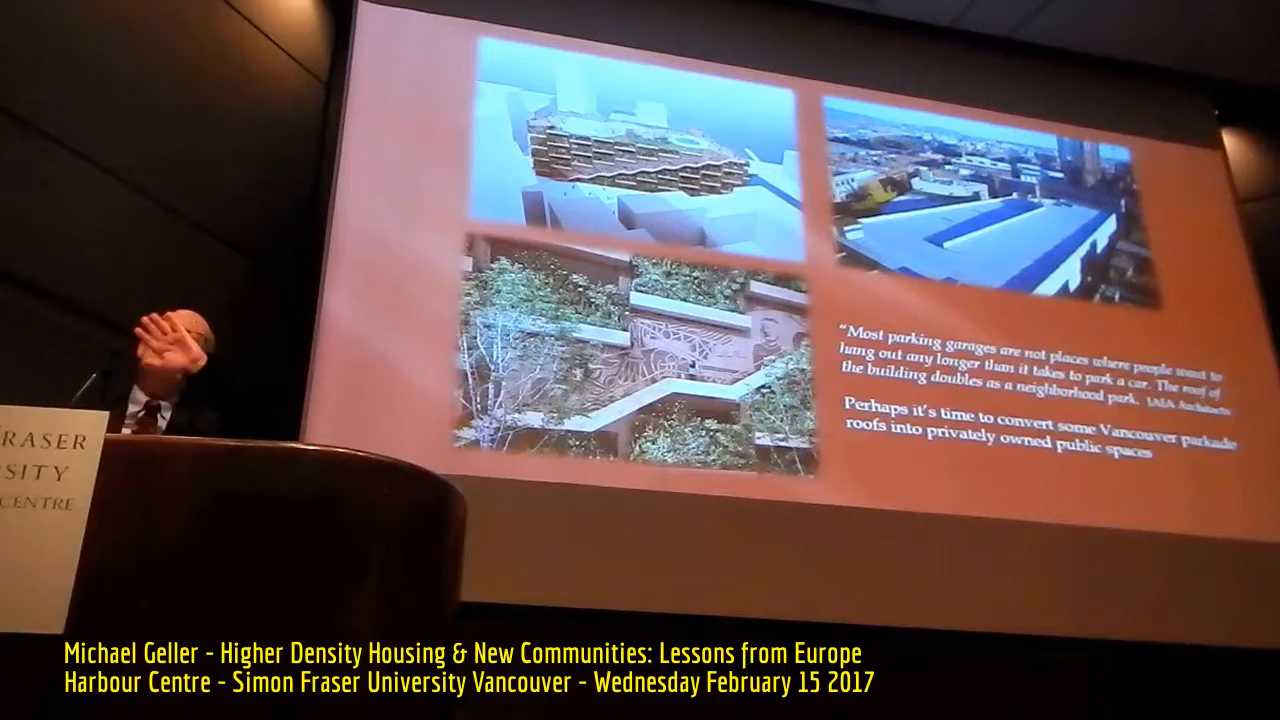 “Most parking garages are not places where people want to
hang out any longer than it takes to park a car. The roof of
the building doubles as a neighborhood park. JAJA Architects
Perhaps it's time to convert some Vancouver parkade
roofs into privately owned public spaces
FRASER
SITY
CENTRE
Michael Geller - Higher Density Housing & New Communities: Lessons from Europe
Harbour Centre - Simon Fraser University Vancouver - Wednesday February 15 2017